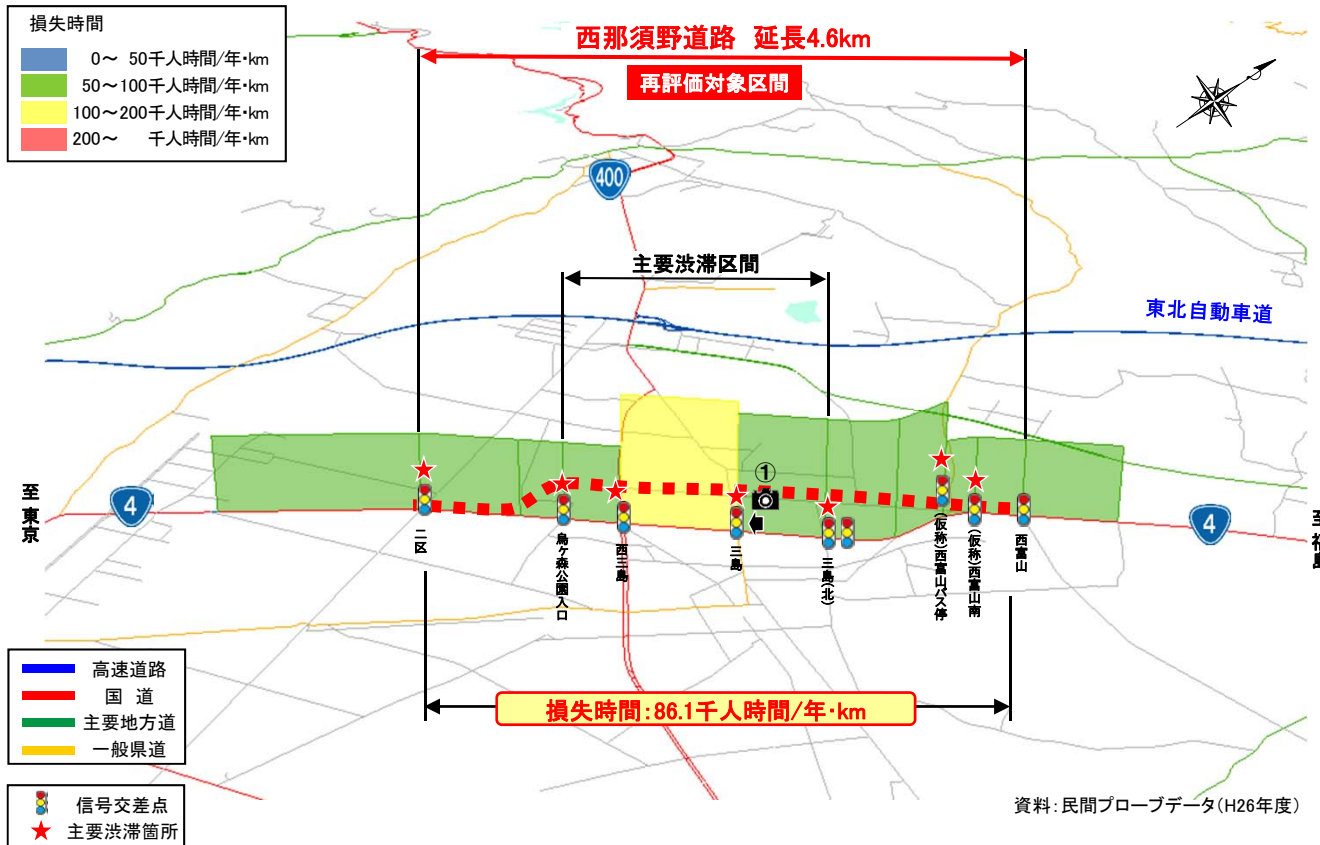 損失時間
0～ 50千人時間/年・km
50～100千人時間/年・km
100～200千人時間/年・km
200～ 千人時間/年・km
西那須野道路 延長4.6km
再評価対象区間
400
主要渋滞区間
東北自動車道
①
至東京
4
二区
烏ケ森公園入口
西三島
三島
三島(北)
(仮称)西富山バス停
(仮称)西富山南
西富山
4
至福島
損失時間:86.1千人時間/年・km
高速道路
国 道
主要地方道
一般県道
信号交差点
主要渋滞箇所
資料:民間プローブデータ(H26年度)